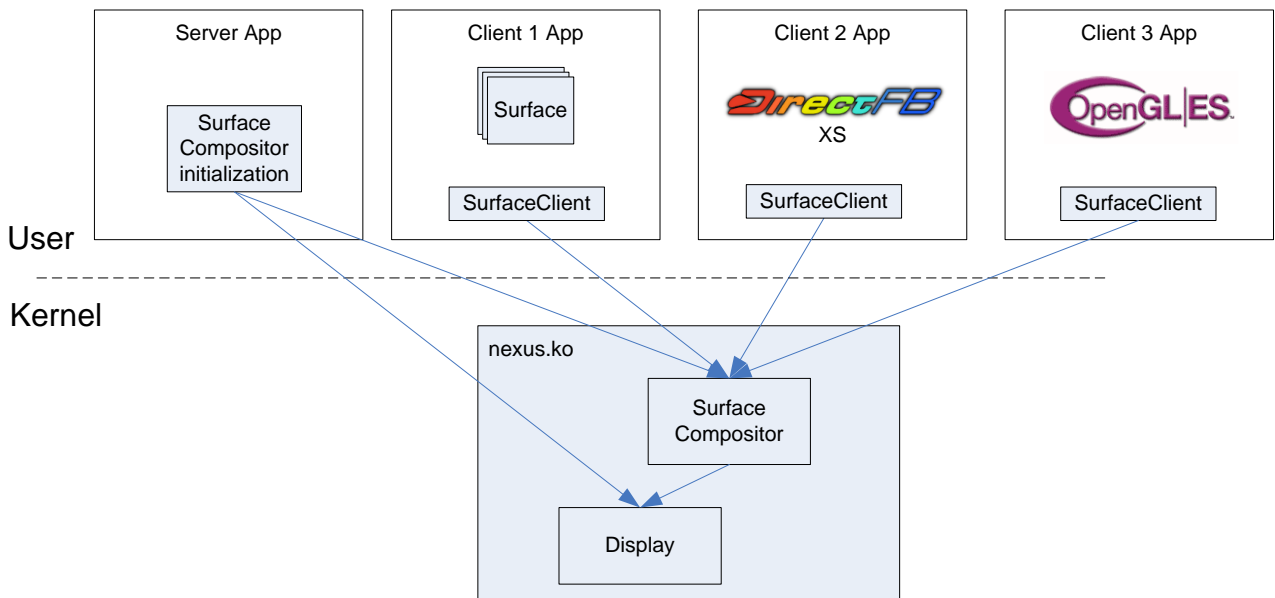 Server App
Client 1 App
Client 2 App
Client 3 App
Surface
Compositor
initialization
Surface
DirectFB
XS
OpenGL|ES™
SurfaceClient
SurfaceClient
SurfaceClient
User
Kernel
nexus.ko
Surface
Compositor
Display